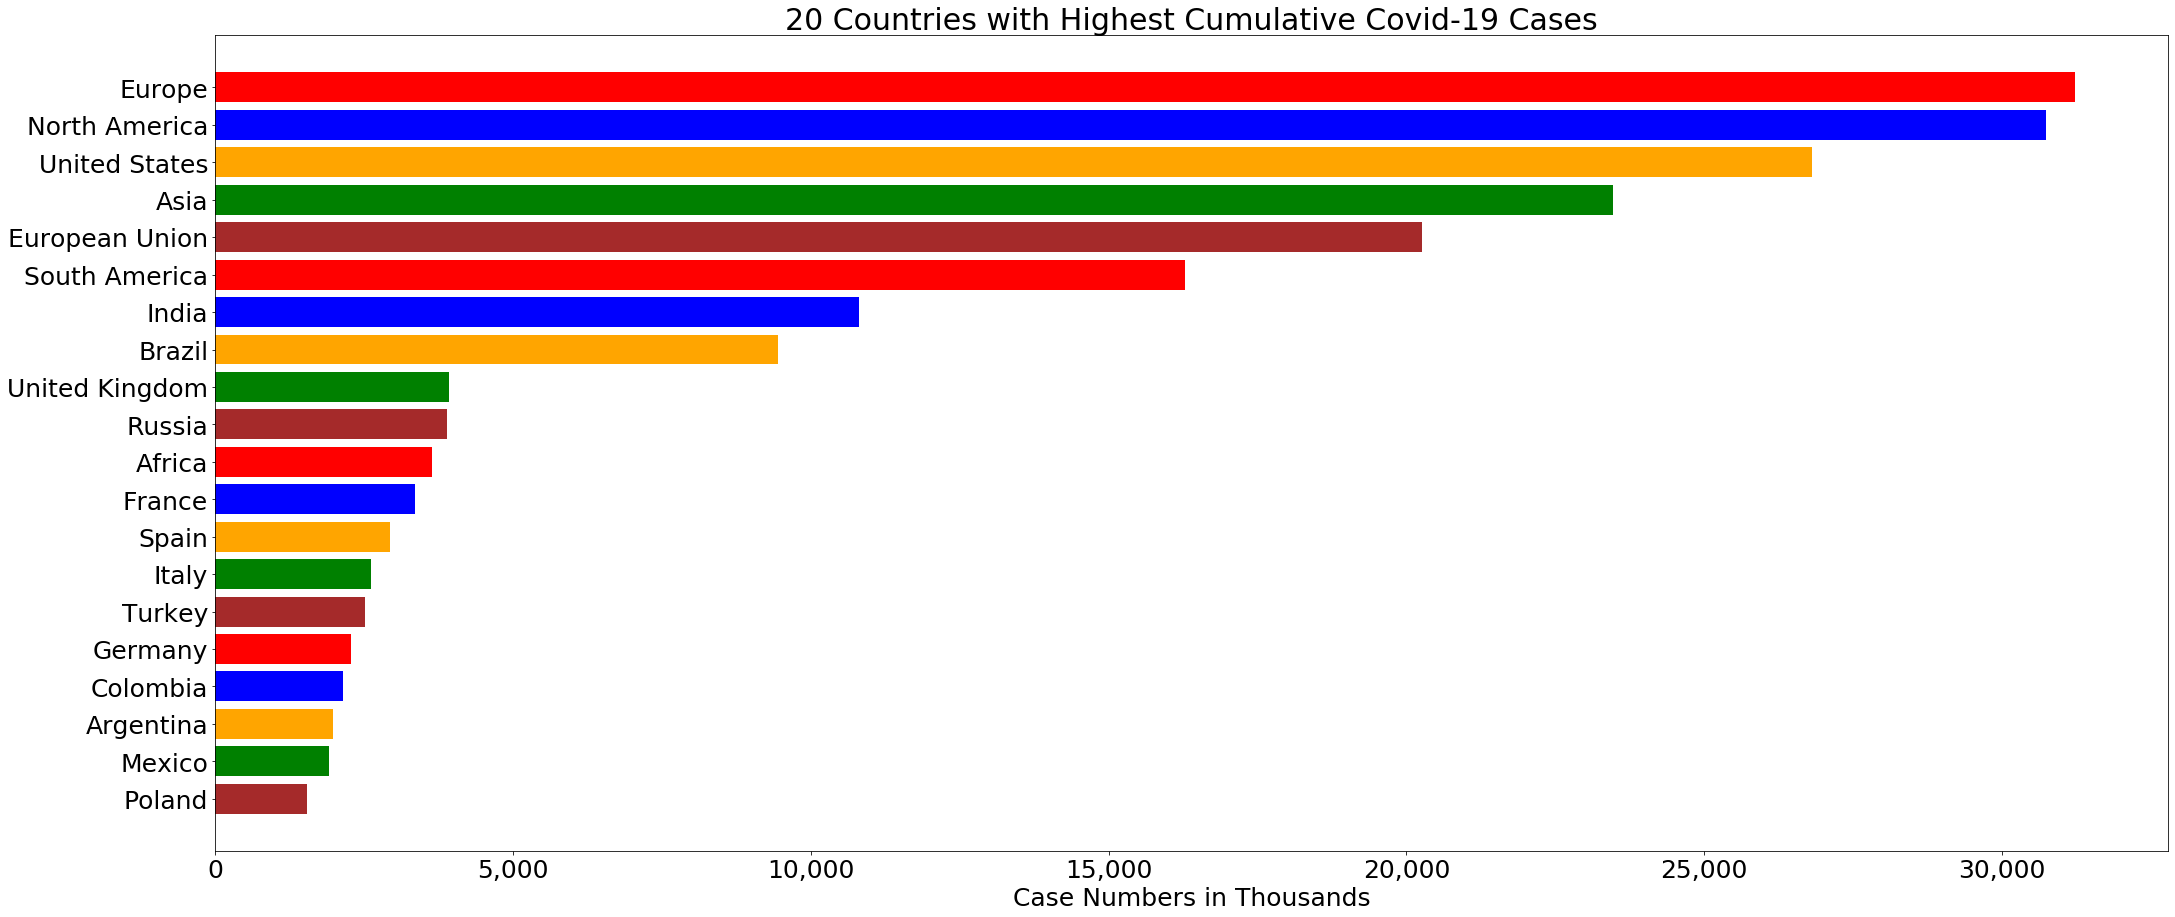 20 Countries with Highest Cumulative Covid-19 Cases
Europe
North America
United States
Asia
European Union
South America
India
Brazil
United Kingdom
Russia
Africa
France
Spain
Italy
Turkey
Germany
Colombia
Argentina
Mexico
Poland
0 5,000 10,000 15,000 20,000 25,000 30,000
Case Numbers in Thousands